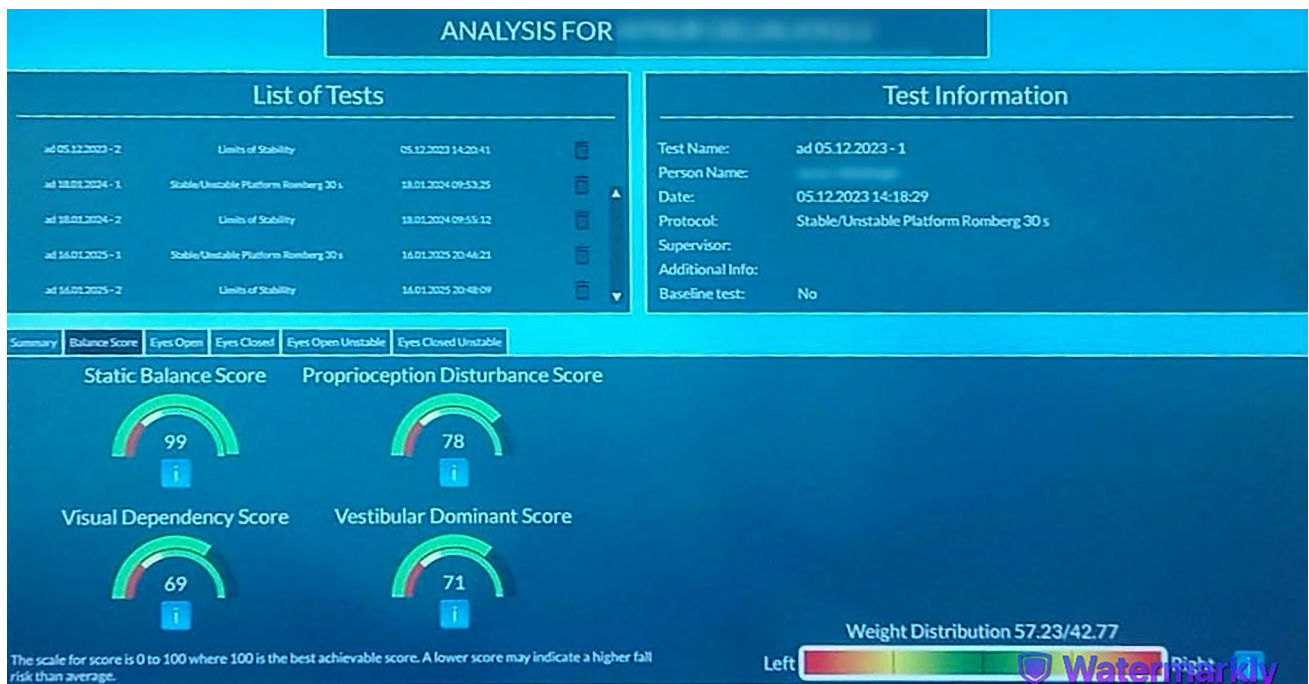 ANALYSIS FOR
List of Tests
ad 05.12.2023 - 2 Limits of Stability 05.12.2023 14:20:41
ad 18.01.2024 - 1 Stable/Unstable Platform Romberg 30 s 18.01.2024 09:53:25
ad 18.01.2024 - 2 Limits of Stability 18.01.2024 09:55:12
ad 16.01.2025 - 1 Stable/Unstable Platform Romberg 30 s 16.01.2025 20:46:21
ad 16.01.2025 - 2 Limits of Stability 16.01.2025 20:48:09
Test Information
Test Name: ad 05.12.2023 - 1
Person Name:
Date: 05.12.2023 14:18:29
Protocol: Stable/Unstable Platform Romberg 30 s
Supervisor:
Additional Info:
Baseline test: No
Summary Balance Score Eyes Open Eyes Closed Eyes Open Unstable Eyes Closed Unstable
Static Balance Score Proprioception Disturbance Score
99 78
i i
Visual Dependency Score Vestibular Dominant Score
69 71
i i
Weight Distribution 57.23/42.77
The scale for score is 0 to 100 where 100 is the best achievable score. A lower score may indicate a higher fall
risk than average.
Left Right
Watermarkly